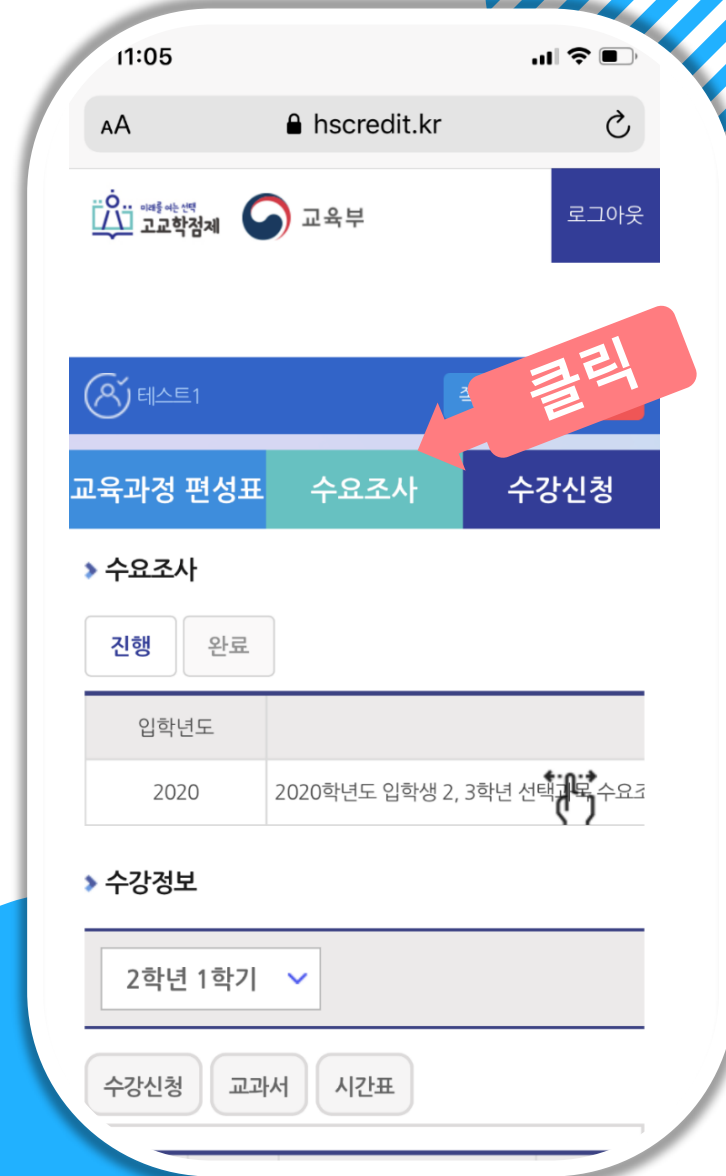 11:05
AA hscredit.kr
미래를 여는 선택
고교학점제
교육부
로그아웃
클릭
테스트1
교육과정 편성표
수요조사
수강신청
수요조사
진행
완료
입학년도
2020
2020학년도 입학생 2, 3학년 선택과목 수요조
수강정보
2학년 1학기
수강신청
교과서
시간표